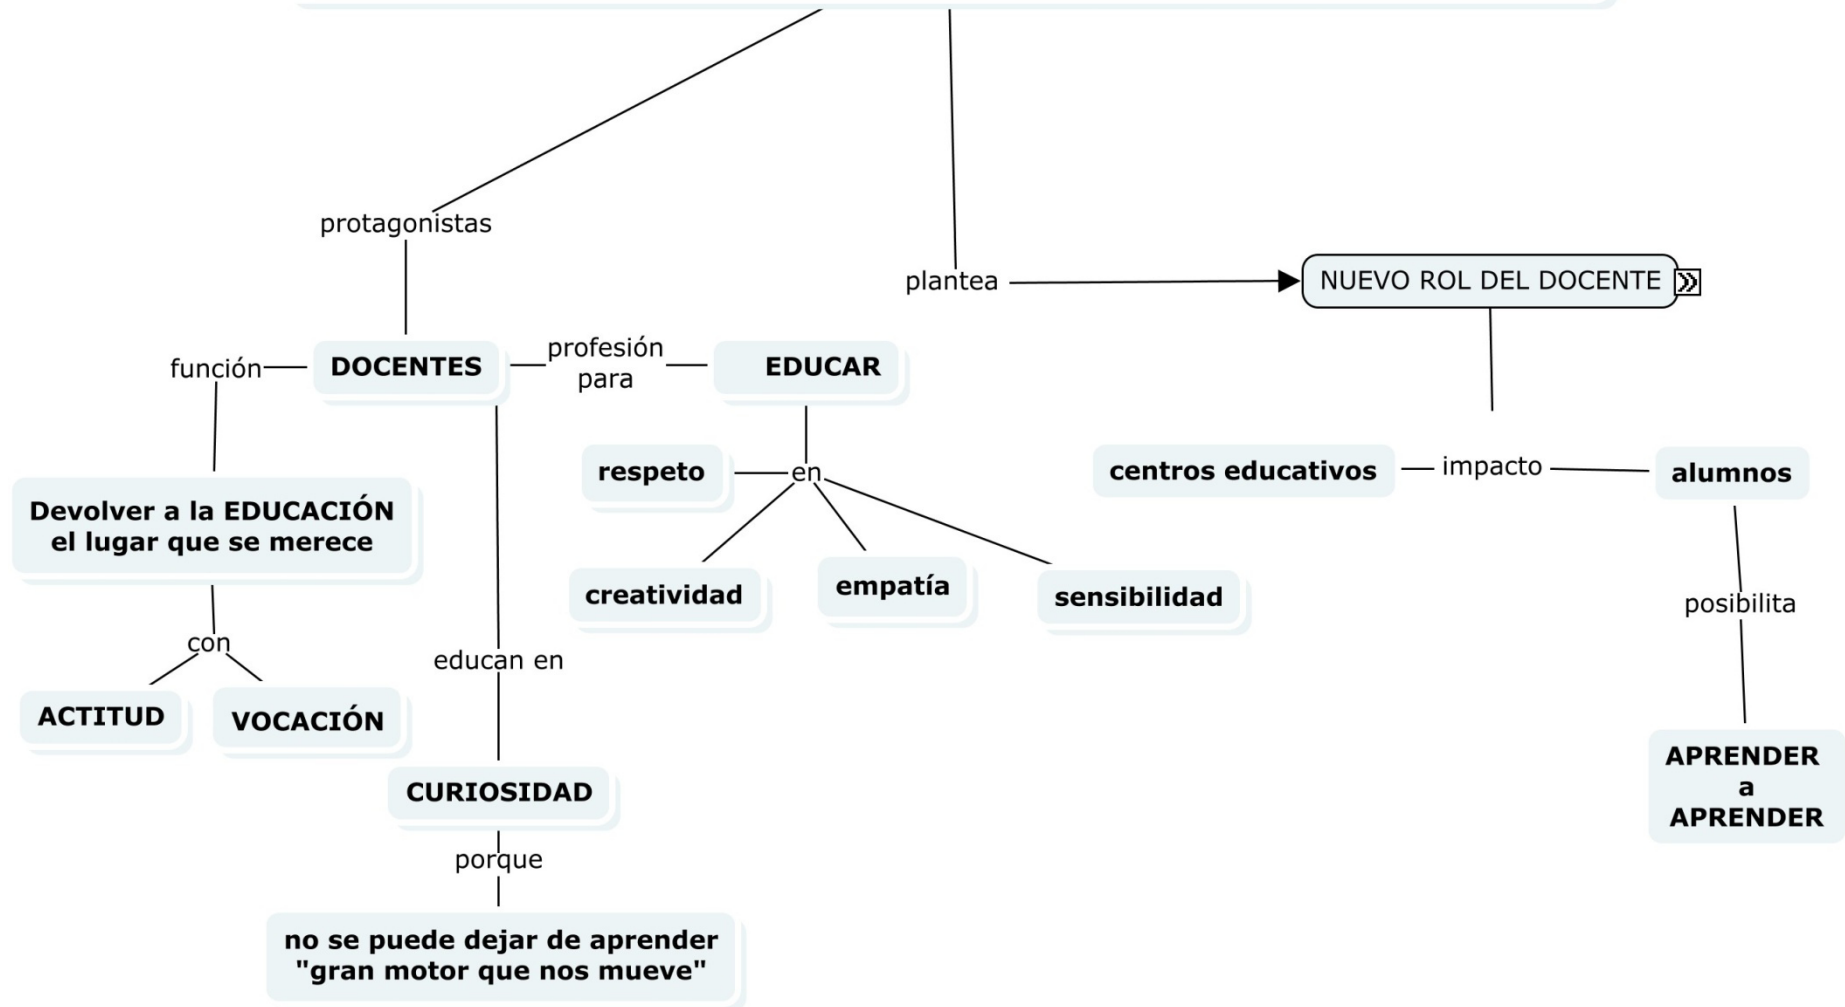 protagonistas
plantea
NUEVO ROL DEL DOCENTE
función
DOCENTES
profesión
para
EDUCAR
respeto
en
centros educativos
impacto
alumnos
Devolver a la EDUCACIÓN
el lugar que se merece
creatividad
empatía
sensibilidad
posibilita
con
educan en
ACTITUD
VOCACIÓN
CURIOSIDAD
APRENDER
a
APRENDER
porque
no se puede dejar de aprender
"gran motor que nos mueve"